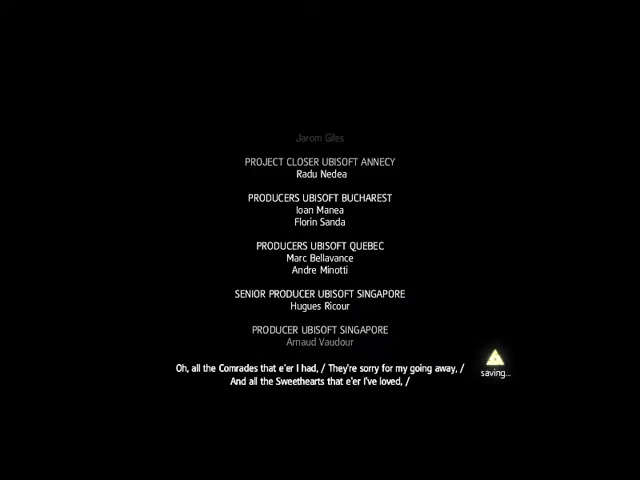 Jarom Giles
PROJECT CLOSER UBISOFT ANNECY
Radu Nedea
PRODUCERS UBISOFT BUCHAREST
Ioan Manea
Florin Sanda
PRODUCERS UBISOFT QUEBEC
Marc Bellavance
Andre Minotti
SENIOR PRODUCER UBISOFT SINGAPORE
Hugues Ricour
PRODUCER UBISOFT SINGAPORE
Arnaud Vaudour
Oh, all the Comrades that e'er I had, / They're sorry for my going away, /
And all the Sweethearts that e'er I've loved, /
saving...